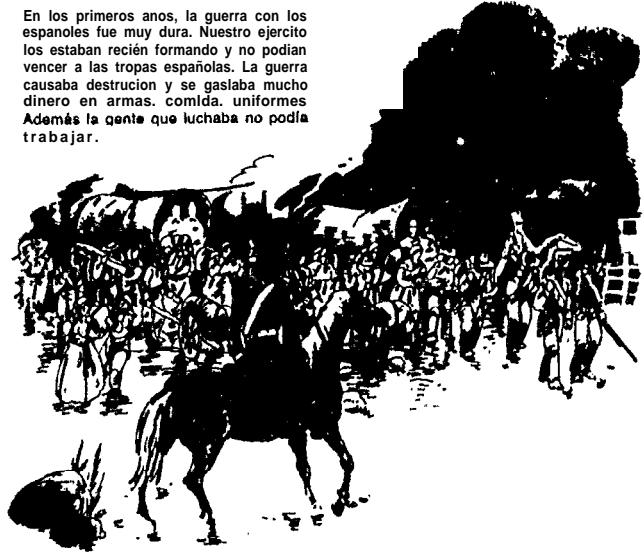 En los primeros anos, la guerra con los
espanoles fue muy dura. Nuestro ejercito
los estaban recién formando y no podian
vencer a las tropas españolas. La guerra
causaba destrucion y se gaslaba mucho
dinero en armas. comlda. uniformes
Además la gente que luchaba no podía
trabajar.